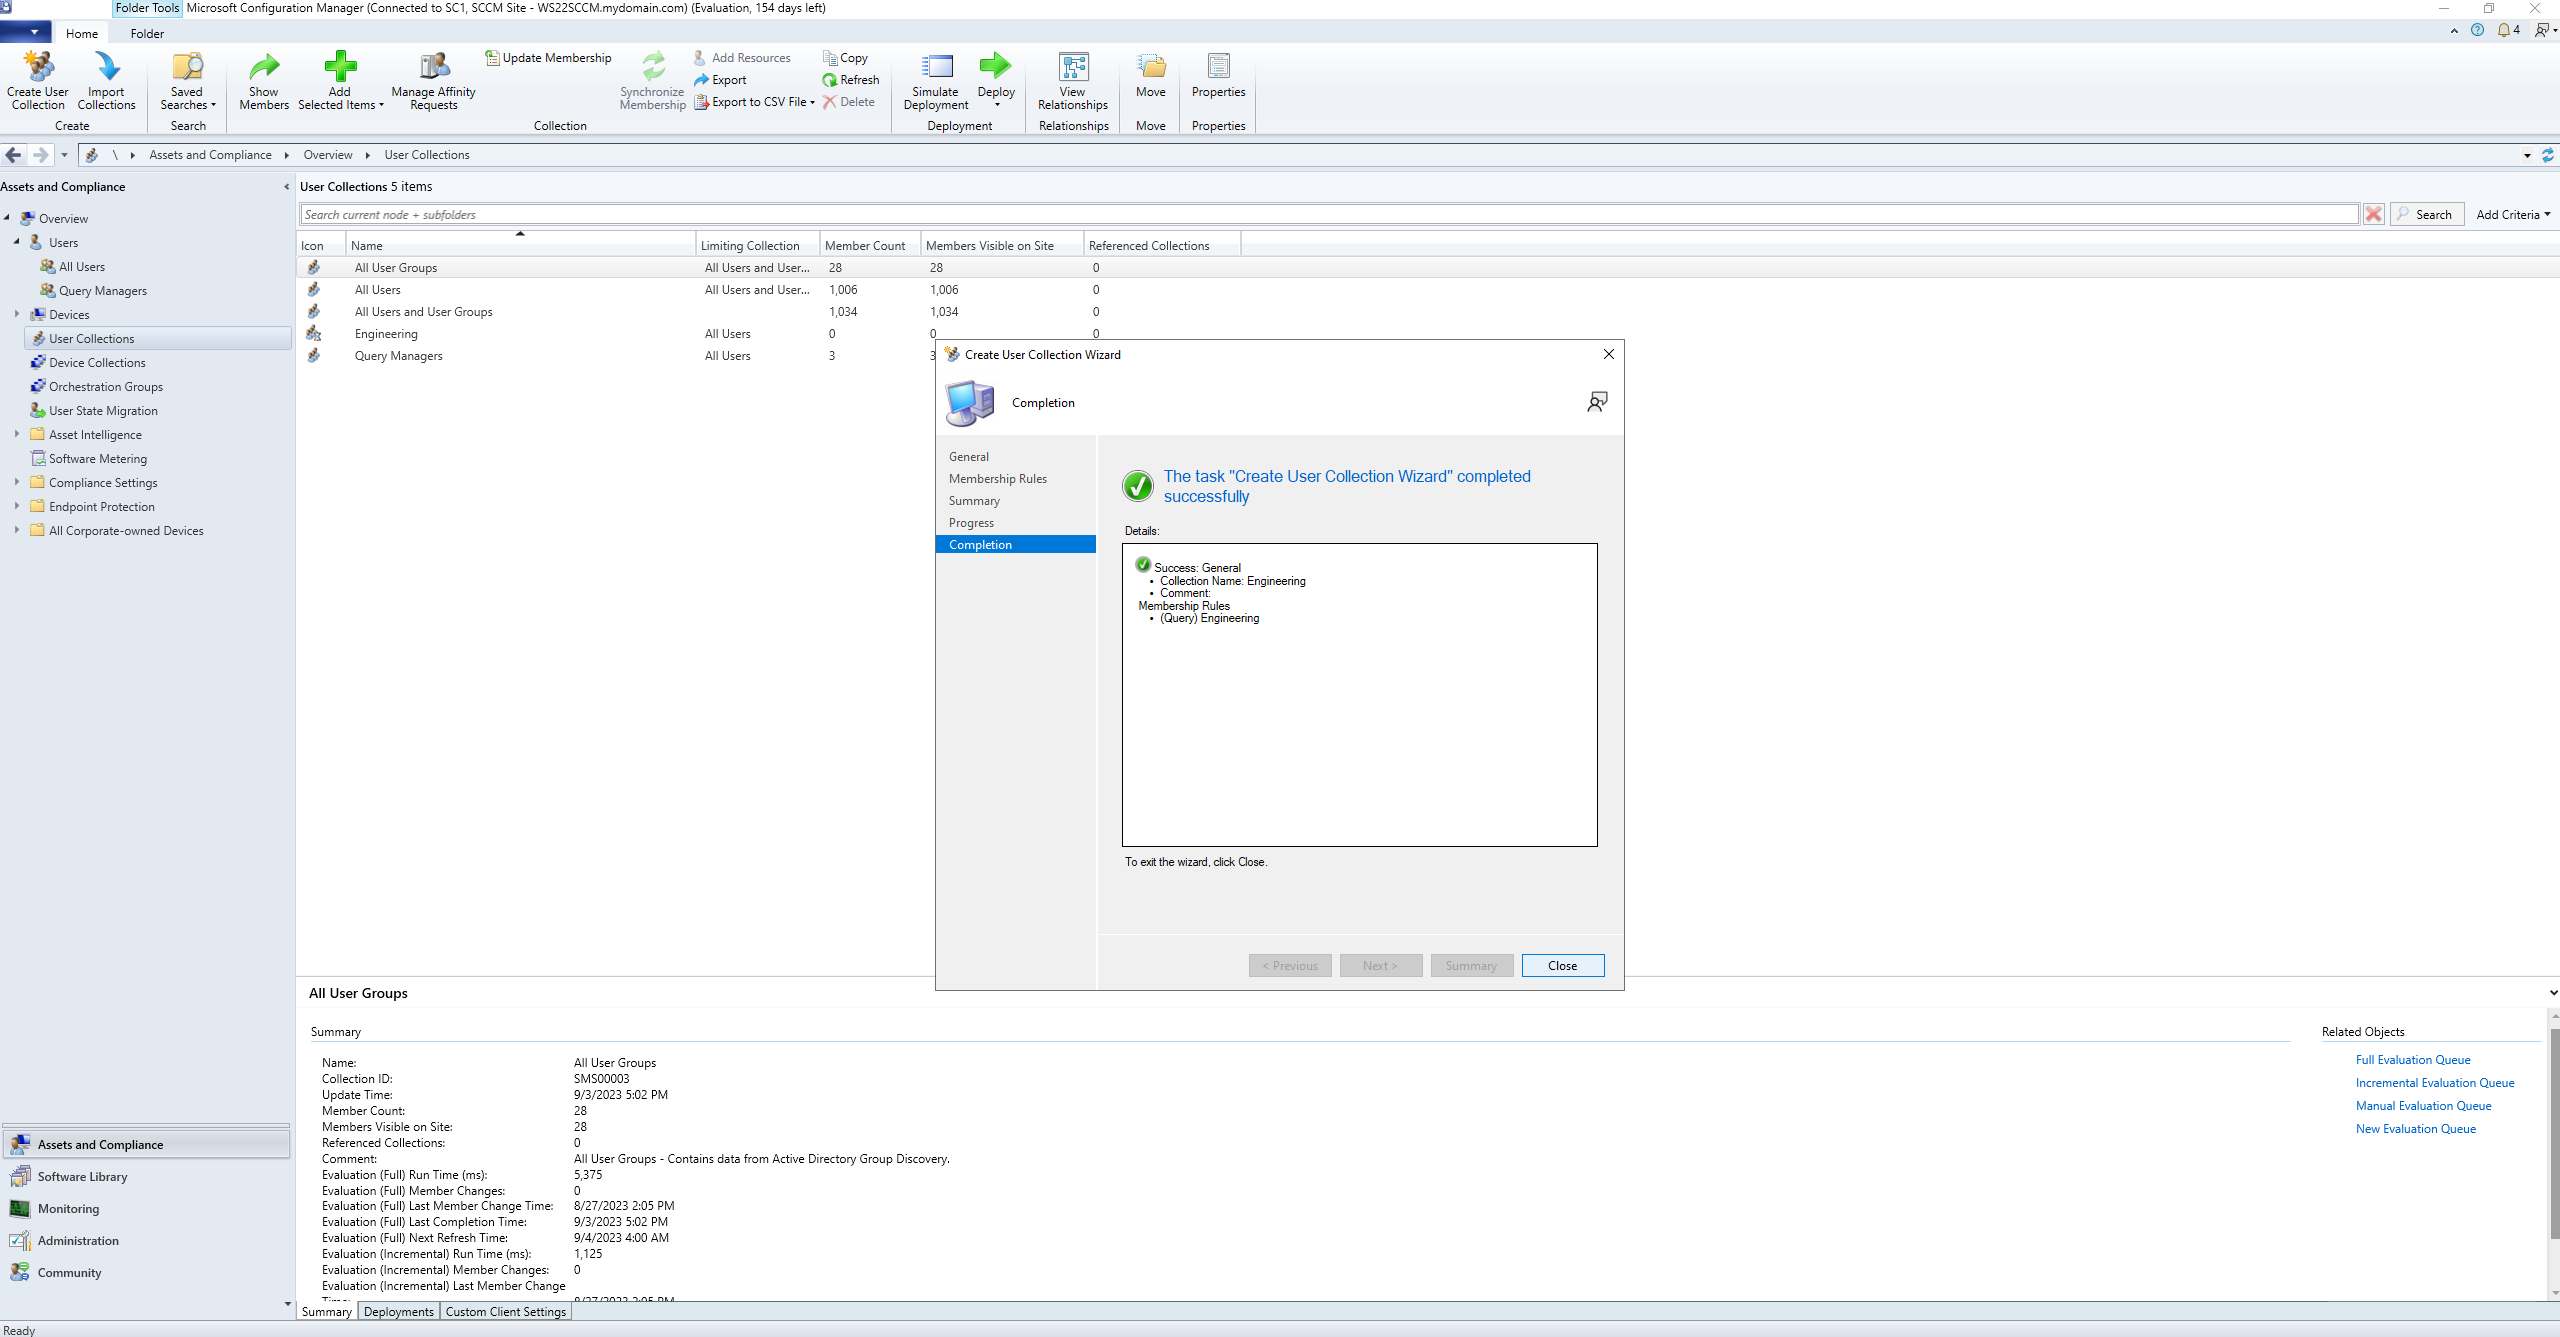 Folder Tools Microsoft Configuration Manager (Connected to SC1, SCCM Site - WS22SCCM.mydomain.com) (Evaluation, 154 days left)
Home Folder
4
Create User Collection
Import Collections
Saved Searches
Show Members
Add Selected Items
Manage Affinity Requests
Update Membership
Synchronize Membership
Add Resources
Export
Export to CSV File
Copy
Refresh
Delete
Simulate Deployment
Deploy
View Relationships
Move
Properties
Create Search Collection Deployment Relationships Move Properties
\ Assets and Compliance Overview User Collections
Assets and Compliance
Overview
Users
All Users
Query Managers
Devices
User Collections
Device Collections
Orchestration Groups
User State Migration
Asset Intelligence
Software Metering
Compliance Settings
Endpoint Protection
All Corporate-owned Devices
Assets and Compliance
Software Library
Monitoring
Administration
Community
User Collections 5 items
Search current node + subfolders
Search Add Criteria
Icon Name Limiting Collection Member Count Members Visible on Site Referenced Collections
All User Groups All Users and User... 28 28 0
All Users All Users and User... 1,006 1,006 0
All Users and User Groups 1,034 1,034 0
Engineering All Users 0 0 0
Query Managers All Users 3 3
Create User Collection Wizard
Completion
General
Membership Rules
Summary
Progress
Completion
The task "Create User Collection Wizard" completed
successfully
Details:
Success: General
• Collection Name: Engineering
• Comment:
Membership Rules
• (Query) Engineering
To exit the wizard, click Close.
< Previous Next > Summary Close
All User Groups
Summary
Name: All User Groups
Collection ID: SMS00003
Update Time: 9/3/2023 5:02 PM
Member Count: 28
Members Visible on Site: 28
Referenced Collections: 0
Comment: All User Groups - Contains data from Active Directory Group Discovery.
Evaluation (Full) Run Time (ms): 5,375
Evaluation (Full) Member Changes: 0
Evaluation (Full) Last Member Change Time: 8/27/2023 2:05 PM
Evaluation (Full) Last Completion Time: 9/3/2023 5:02 PM
Evaluation (Full) Next Refresh Time: 9/4/2023 4:00 AM
Evaluation (Incremental) Run Time (ms): 1,125
Evaluation (Incremental) Member Changes: 0
Evaluation (Incremental) Last Member Change
Time: 8/27/2023 2:05 PM
Related Objects
Full Evaluation Queue
Incremental Evaluation Queue
Manual Evaluation Queue
New Evaluation Queue
Summary Deployments Custom Client Settings
Ready